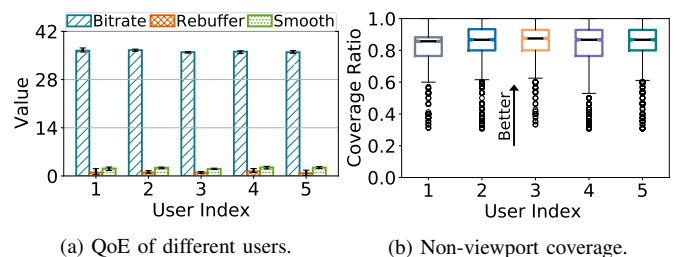 Bitrate Rebuffer Smooth
42
28
14
0
Value
1 2 3 4 5
User Index
(a) QoE of different users.
1.0
0.8
0.6
0.4
0.2
0.0
Coverage Ratio
Better
1 2 3 4 5
User Index
(b) Non-viewport coverage.